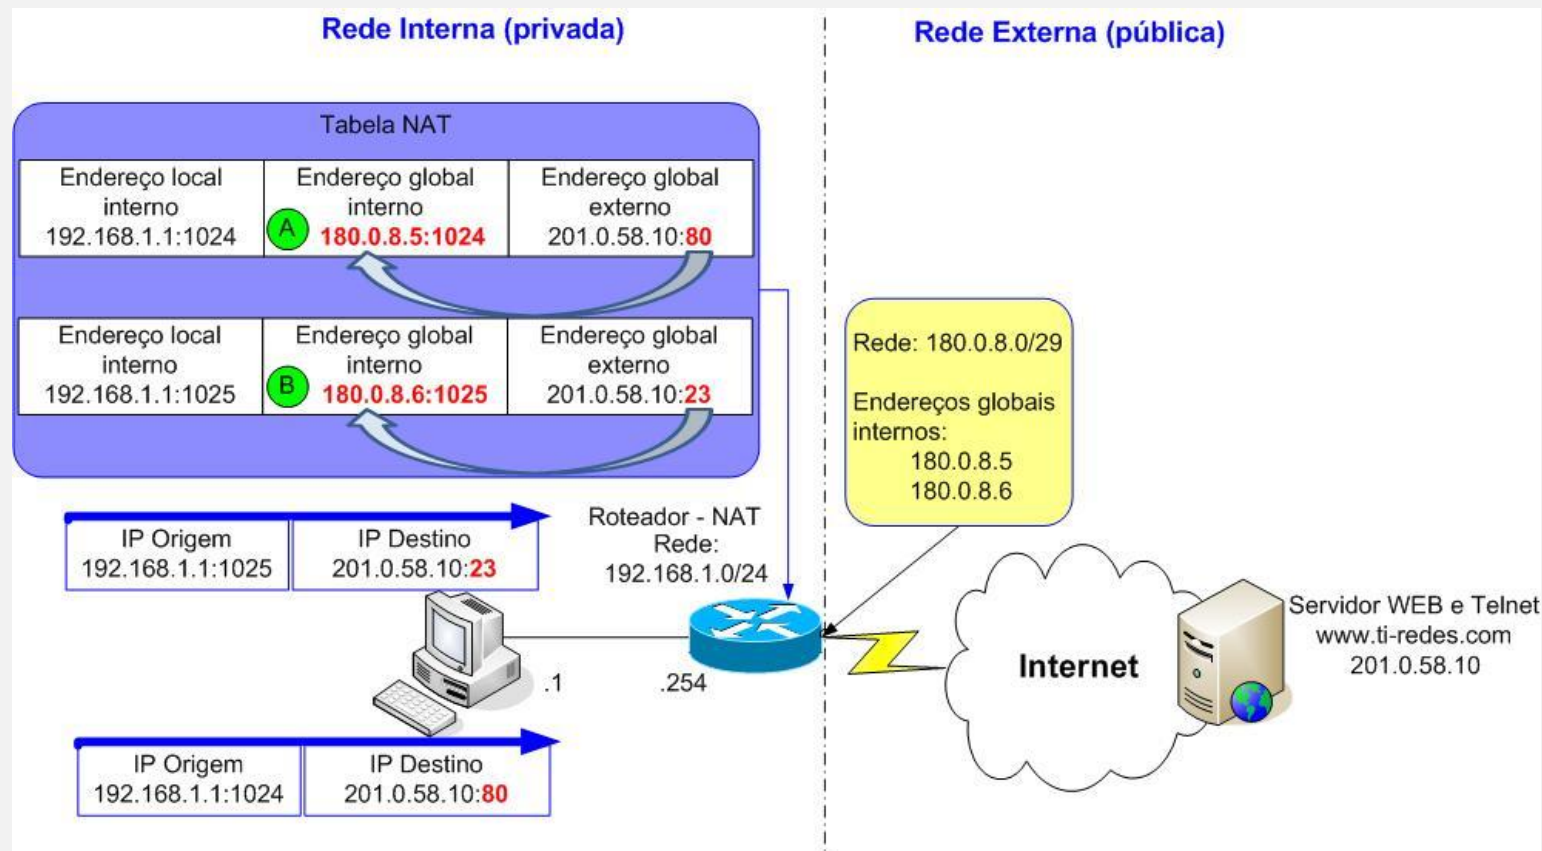 Rede Interna (privada)
Rede Externa (pública)
Tabela NAT
Endereço local
interno
192.168.1.1:1024
Endereço global
interno
A
180.0.8.5:1024
Endereço global
externo
201.0.58.10:80
Endereço local
interno
192.168.1.1:1025
Endereço global
interno
B
180.0.8.6:1025
Endereço global
externo
201.0.58.10:23
Rede: 180.0.8.0/29
Endereços globais
internos:
180.0.8.5
180.0.8.6
IP Origem
192.168.1.1:1025
IP Destino
201.0.58.10:23
Roteador - NAT
Rede:
192.168.1.0/24
.1
.254
Internet
Servidor WEB e Telnet
www.ti-redes.com
201.0.58.10
IP Origem
192.168.1.1:1024
IP Destino
201.0.58.10:80